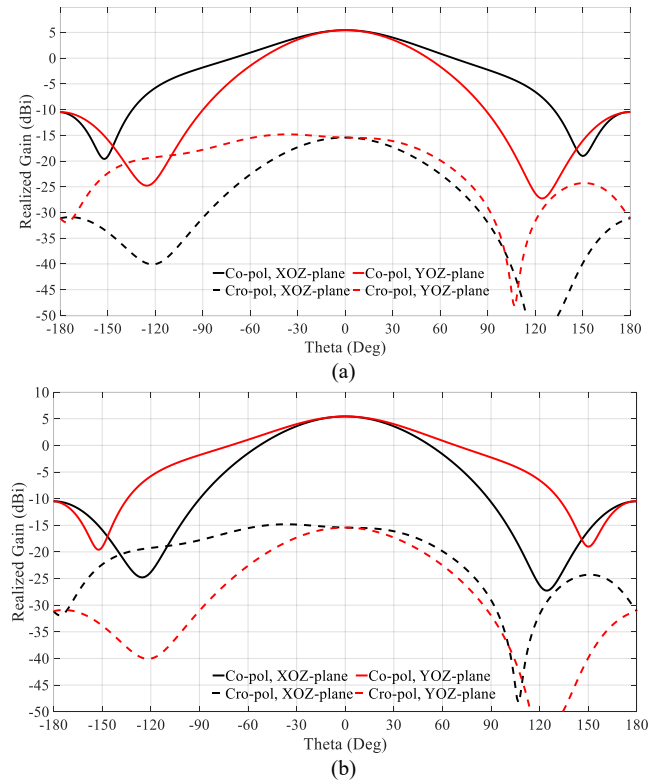 5
0
-5
-10
-15
-20
-25
-30
-35
-40
-45
-50
Realized Gain (dBi)
Co-pol, XOZ-plane Co-pol, YOZ-plane
Cro-pol, XOZ-plane Cro-pol, YOZ-plane
-180 -150 -120 -90 -60 -30 0 30 60 90 120 150 180
Theta (Deg)
(a)
10
5
0
-5
-10
-15
-20
-25
-30
-35
-40
-45
-50
Realized Gain (dBi)
Co-pol, XOZ-plane Co-pol, YOZ-plane
Cro-pol, XOZ-plane Cro-pol, YOZ-plane
-180 -150 -120 -90 -60 -30 0 30 60 90 120 150 180
Theta (Deg)
(b)